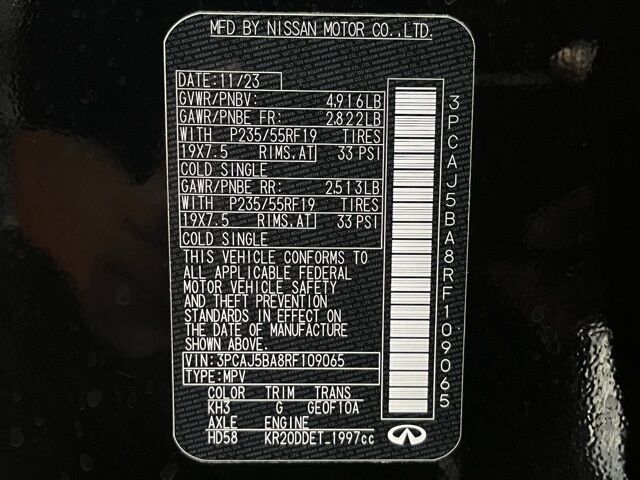 MFD BY NISSAN MOTOR CO.,LTD.
DATE:11/23
GVWR/PNBV: 4,916LB
GAWR/PNBE FR: 2,822LB
WITH P235/55RF19 TIRES
19X7.5 RIMS,AT 33 PSI
COLD SINGLE
GAWR/PNBE RR: 2,513LB
WITH P235/55RF19 TIRES
19X7.5 RIMS,AT 33 PSI
COLD SINGLE
THIS VEHICLE CONFORMS TO
ALL APPLICABLE FEDERAL
MOTOR VEHICLE SAFETY
AND THEFT PREVENTION
STANDARDS IN EFFECT ON
THE DATE OF MANUFACTURE
SHOWN ABOVE.
VIN:3PCAJ5BA8RF109065
TYPE:MPV
COLOR TRIM TRANS
KH3 G GEOF10A
AXLE ENGINE
HD58 KR20DDET-1997cc
3PCAJ5BA8RF109065